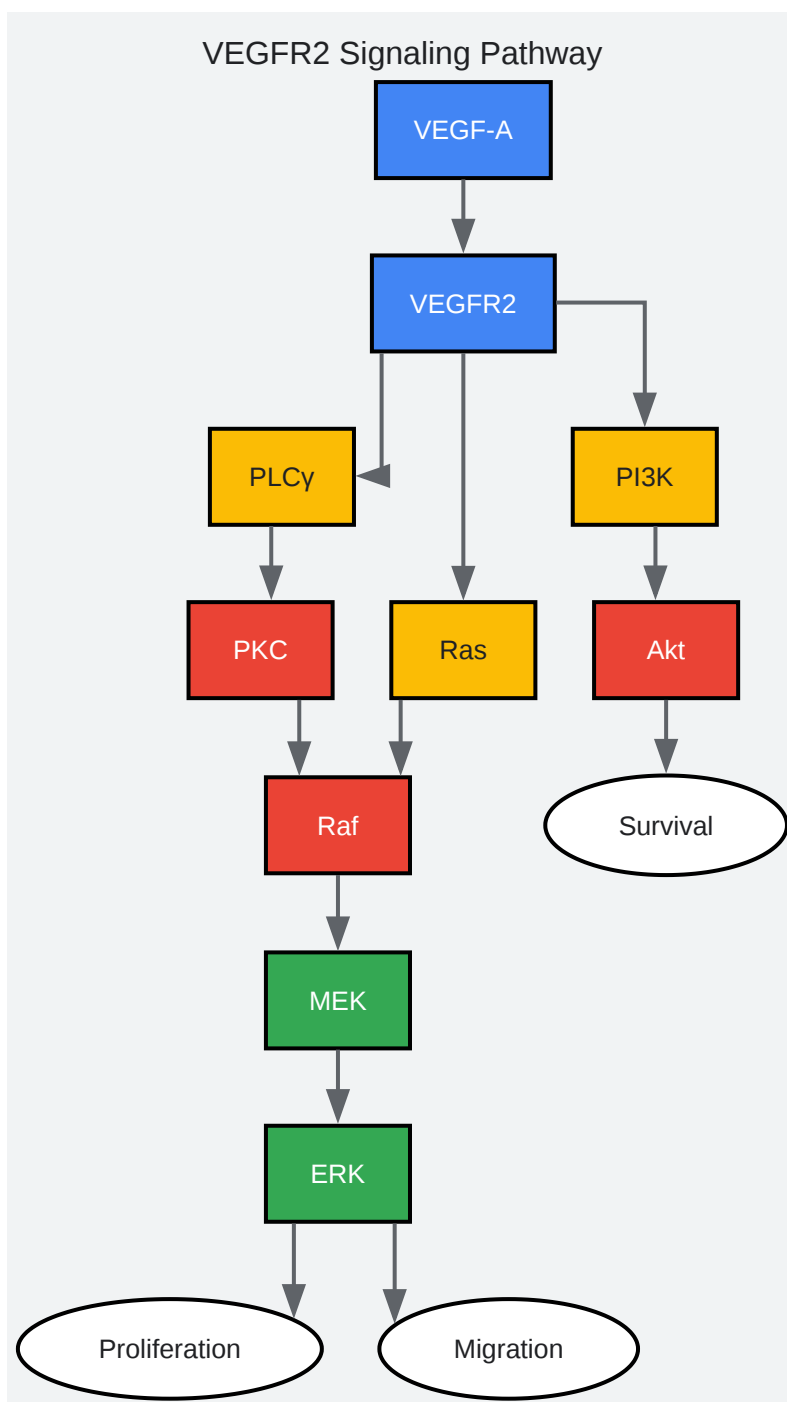 VEGFR2 Signaling Pathway
VEGF-A
VEGFR2
PLCγ
PI3K
PKC
Ras
Akt
Raf
Survival
MEK
ERK
Proliferation
Migration